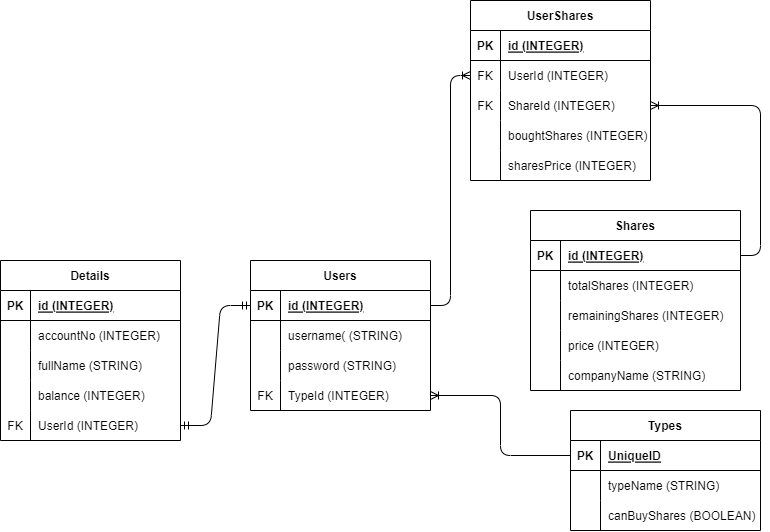 UserShares
PK id (INTEGER)
FK UserId (INTEGER)
FK ShareId (INTEGER)
boughtShares (INTEGER)
sharesPrice (INTEGER)
Shares
PK id (INTEGER)
totalShares (INTEGER)
remainingShares (INTEGER)
price (INTEGER)
companyName (STRING)
Details
PK id (INTEGER)
accountNo (INTEGER)
fullName (STRING)
balance (INTEGER)
FK UserId (INTEGER)
Users
PK id (INTEGER)
username( (STRING)
password (STRING)
FK TypeId (INTEGER)
Types
PK UniqueID
typeName (STRING)
canBuyShares (BOOLEAN)